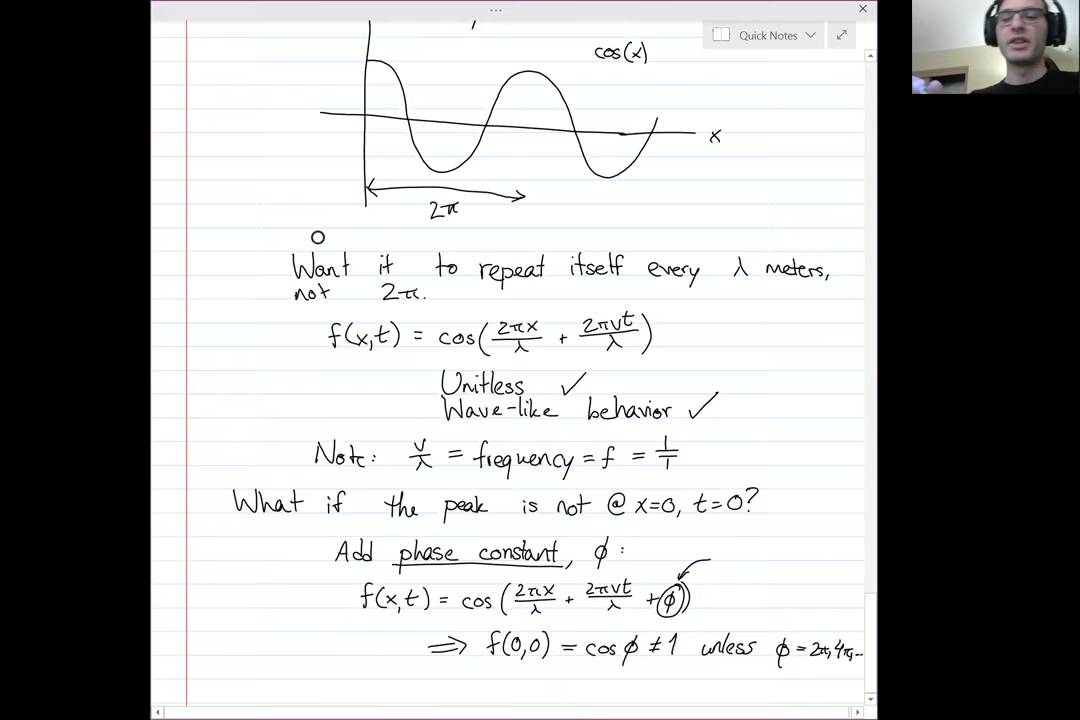 Quick Notes
cos(x)
x
2π
Want it to repeat itself every λ meters,
not 2π.
f(x,t) = cos(2πx/λ + 2πvt/λ)
Unitless ✓
Wave-like behavior ✓
Note: v/λ = frequency = f = 1/T
What if the peak is not @ x=0, t=0?
Add phase constant, ϕ:
f(x,t) = cos(2πx/λ + 2πvt/λ + ϕ)
⟹ f(0,0) = cos ϕ ≠ 1 unless ϕ = 2π, 4π, ...